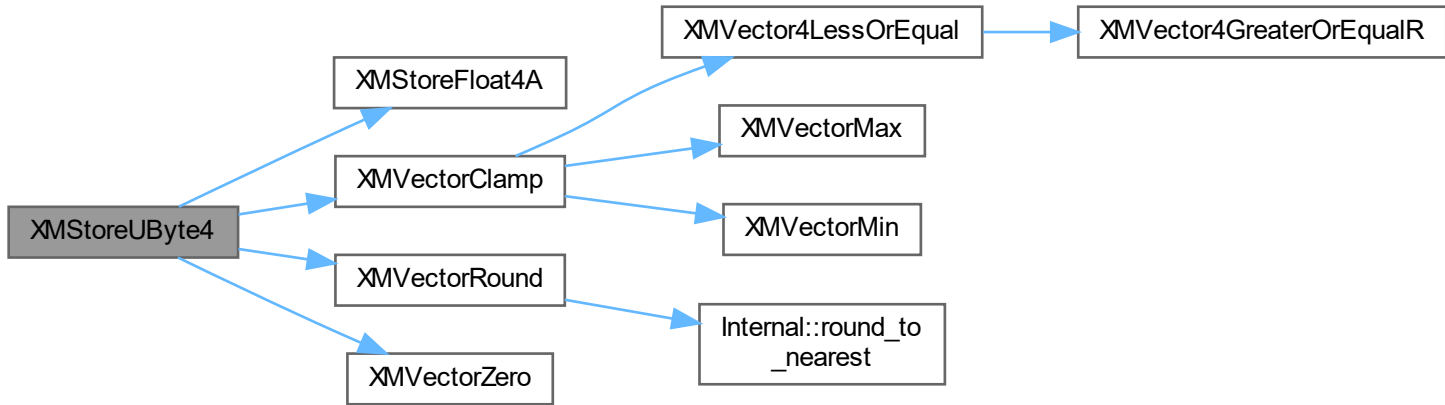 XMStoreUByte4
XMStoreFloat4A
XMVectorClamp
XMVectorRound
XMVectorZero
XMVector4LessOrEqual
XMVectorMax
XMVectorMin
Internal::round_to
_nearest
XMVector4GreaterOrEqualR